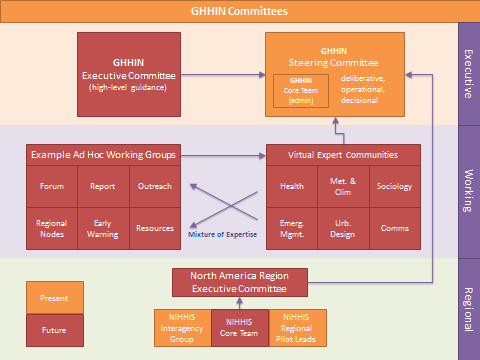 GHHIN Committees
GHHIN
Executive Committee
(high-level guidance)
GHHIN
Steering Committee
GHHIN
Core Team
(admin)
deliberative,
operational,
decisional
Executive
Example Ad Hoc Working Groups
Forum
Report
Outreach
Regional
Nodes
Early
Warning
Resources
Mixture of Expertise
Virtual Expert Communities
Health
Met. &
Clim
Sociology
Emerg.
Mgmt.
Urb.
Design
Comms
Working
North America Region
Executive Committee
NIHHIS
Interagency
Group
NIHHIS
Core Team
NIHHIS
Regional
Pilot Leads
Present
Future
Regional